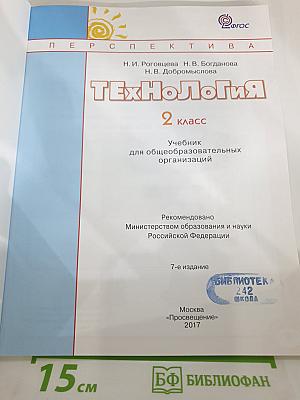 ФГОС
ПЕРСПЕКТИВА
Н. И. Роговцева Н. В. Богданова
Н. В. Добромыслова
ТЕХНОЛОГИЯ
2 класс
Учебник
для общеобразовательных
организаций
Рекомендовано
Министерством образования и науки
Российской Федерации
7-е издание
БИБЛИОТЕК
242
ШКОЛА
Москва
«Просвещение»
2017
15 см
БФ БИБЛИОФАН